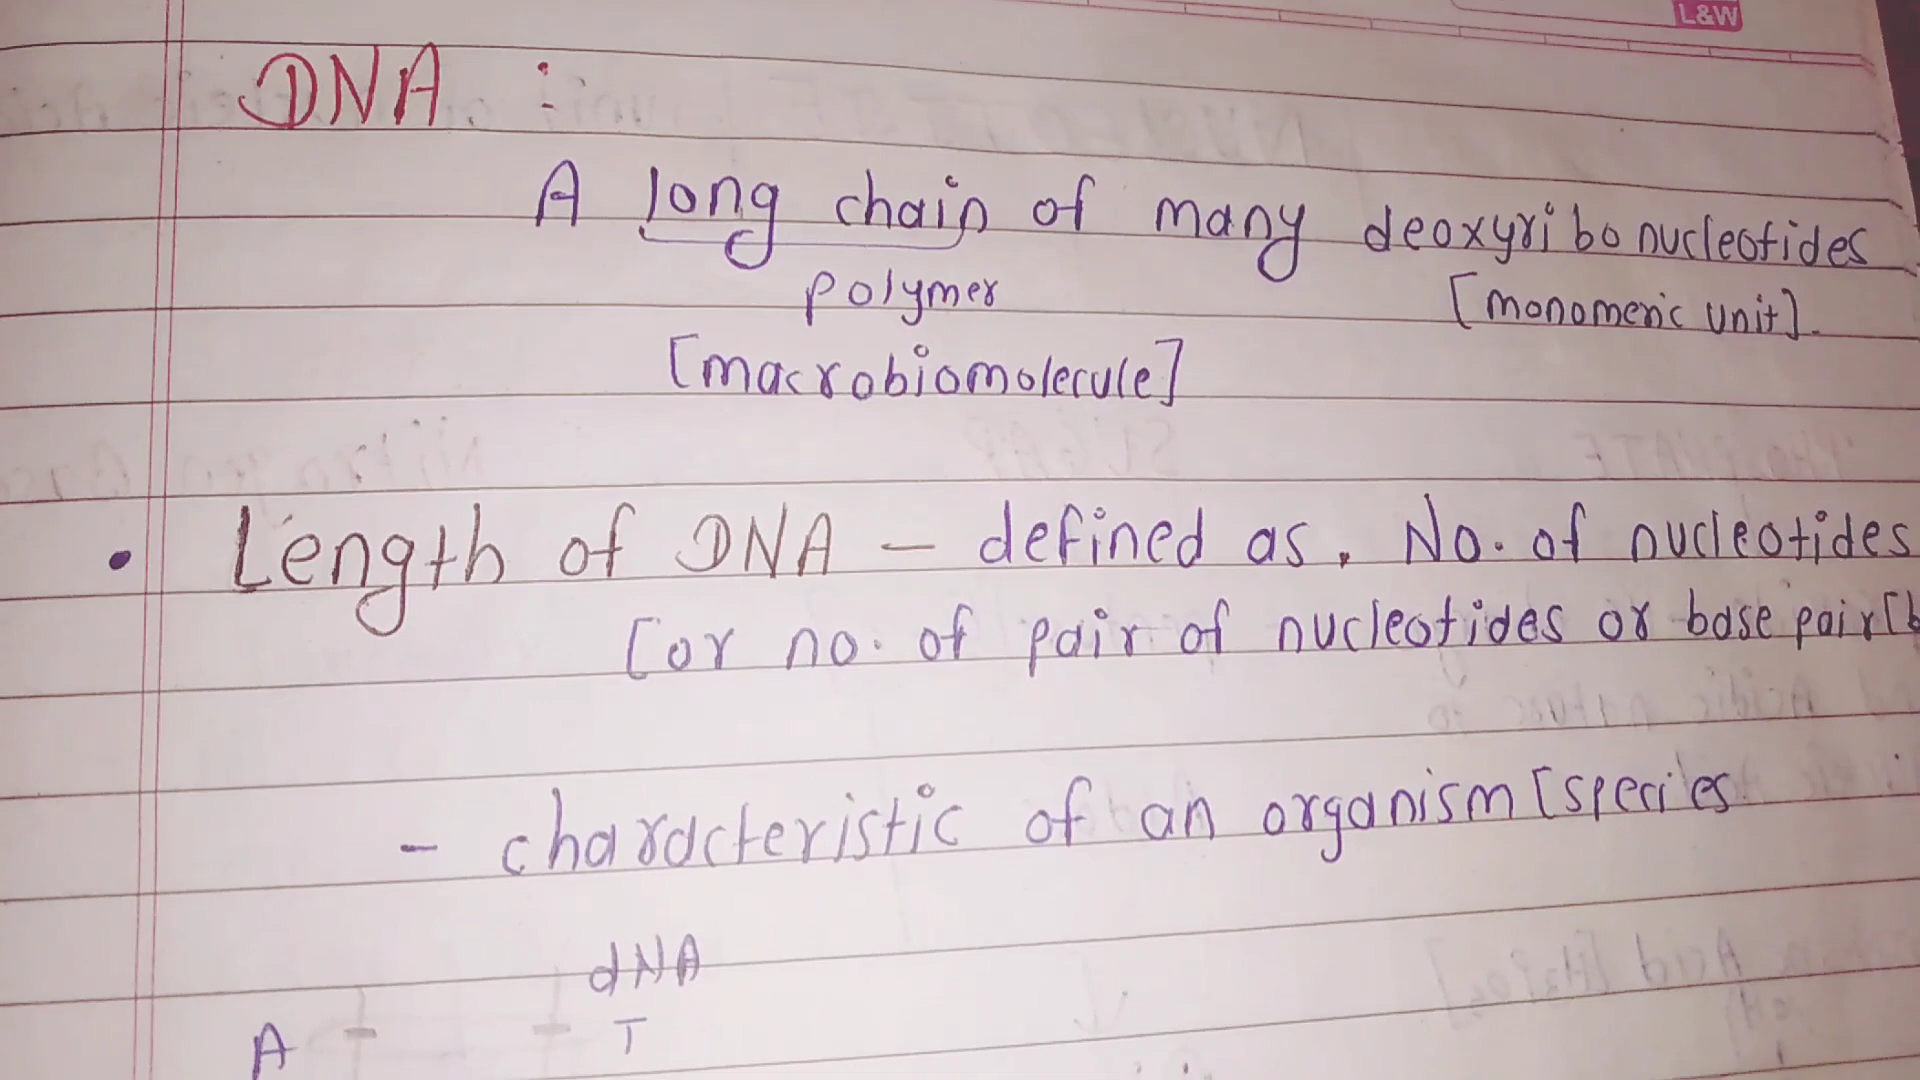 L&W
DNA :-
A long chain of many deoxyribonucleotides
polymer [monomeric unit].
[macrobiomolecule]
• Length of DNA - defined as, No. of nucleotides
[or no. of pair of nucleotides or base pair [b
- characteristic of an organism [species
dNA
A T